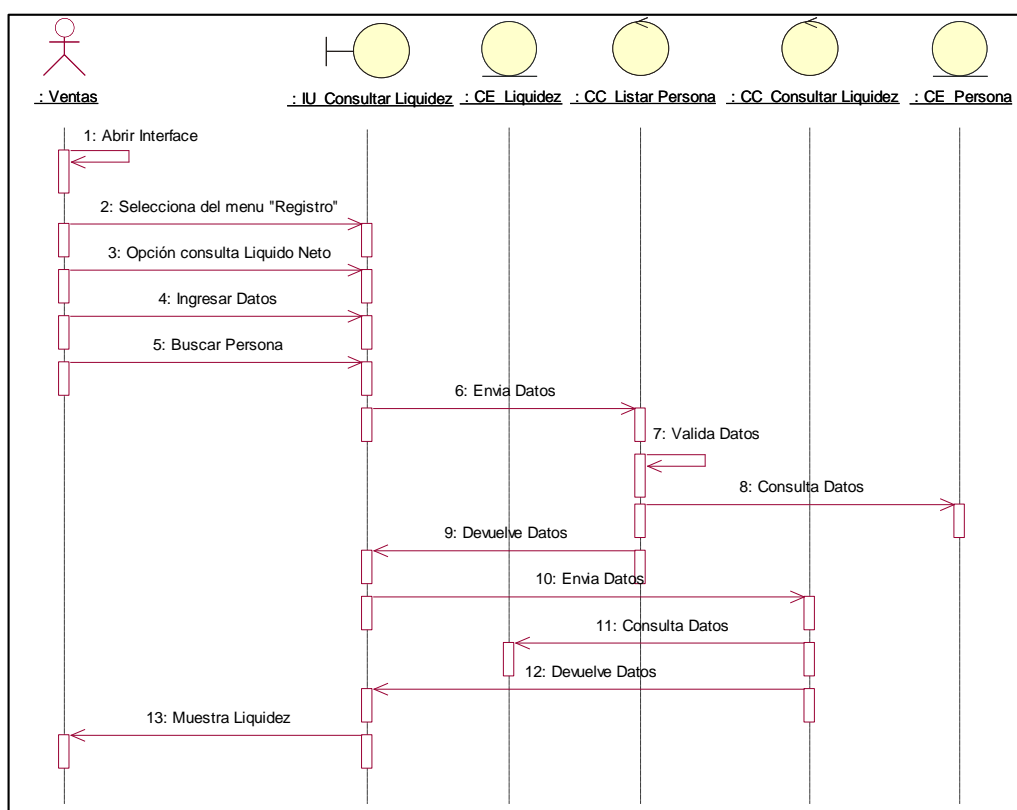 : Ventas
: IU_Consultar Liquidez
: CE_Liquidez
: CC_Listar Persona
: CC_Consultar Liquidez
: CE_Persona
1: Abrir Interface
2: Selecciona del menu "Registro"
3: Opción consulta Liquido Neto
4: Ingresar Datos
5: Buscar Persona
6: Envia Datos
7: Valida Datos
8: Consulta Datos
9: Devuelve Datos
10: Envia Datos
11: Consulta Datos
12: Devuelve Datos
13: Muestra Liquidez